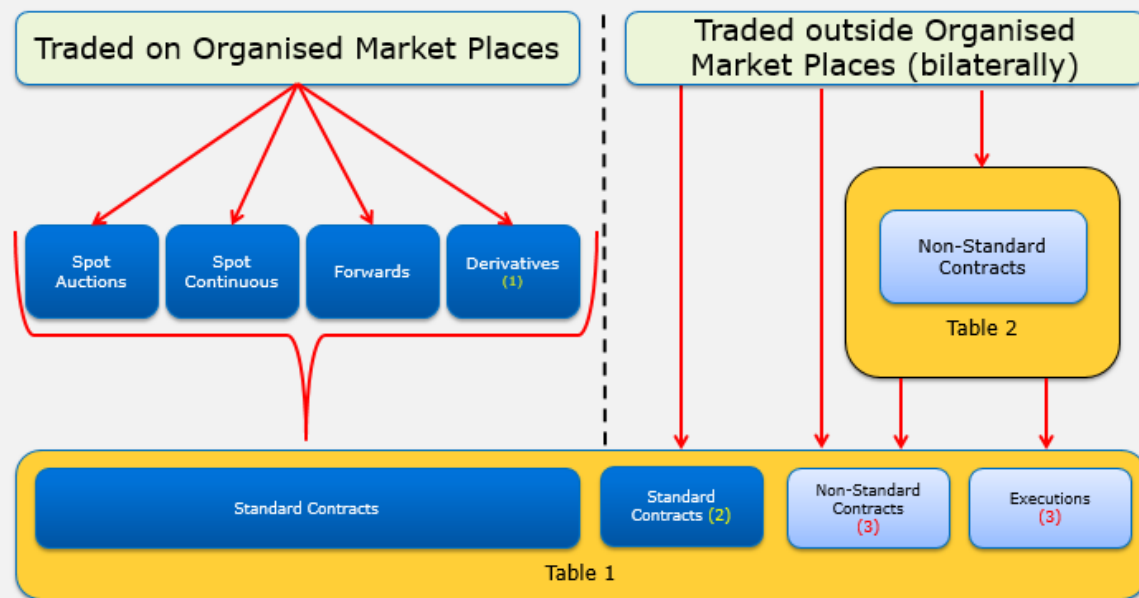 Traded on Organised Market Places
Traded outside Organised
Market Places (bilaterally)
Spot
Auctions
Spot
Continuous
Forwards
Derivatives
(1)
Non-Standard
Contracts
Table 2
Standard Contracts
Standard
Contracts (2)
Non-Standard
Contracts
(3)
Executions
(3)
Table 1